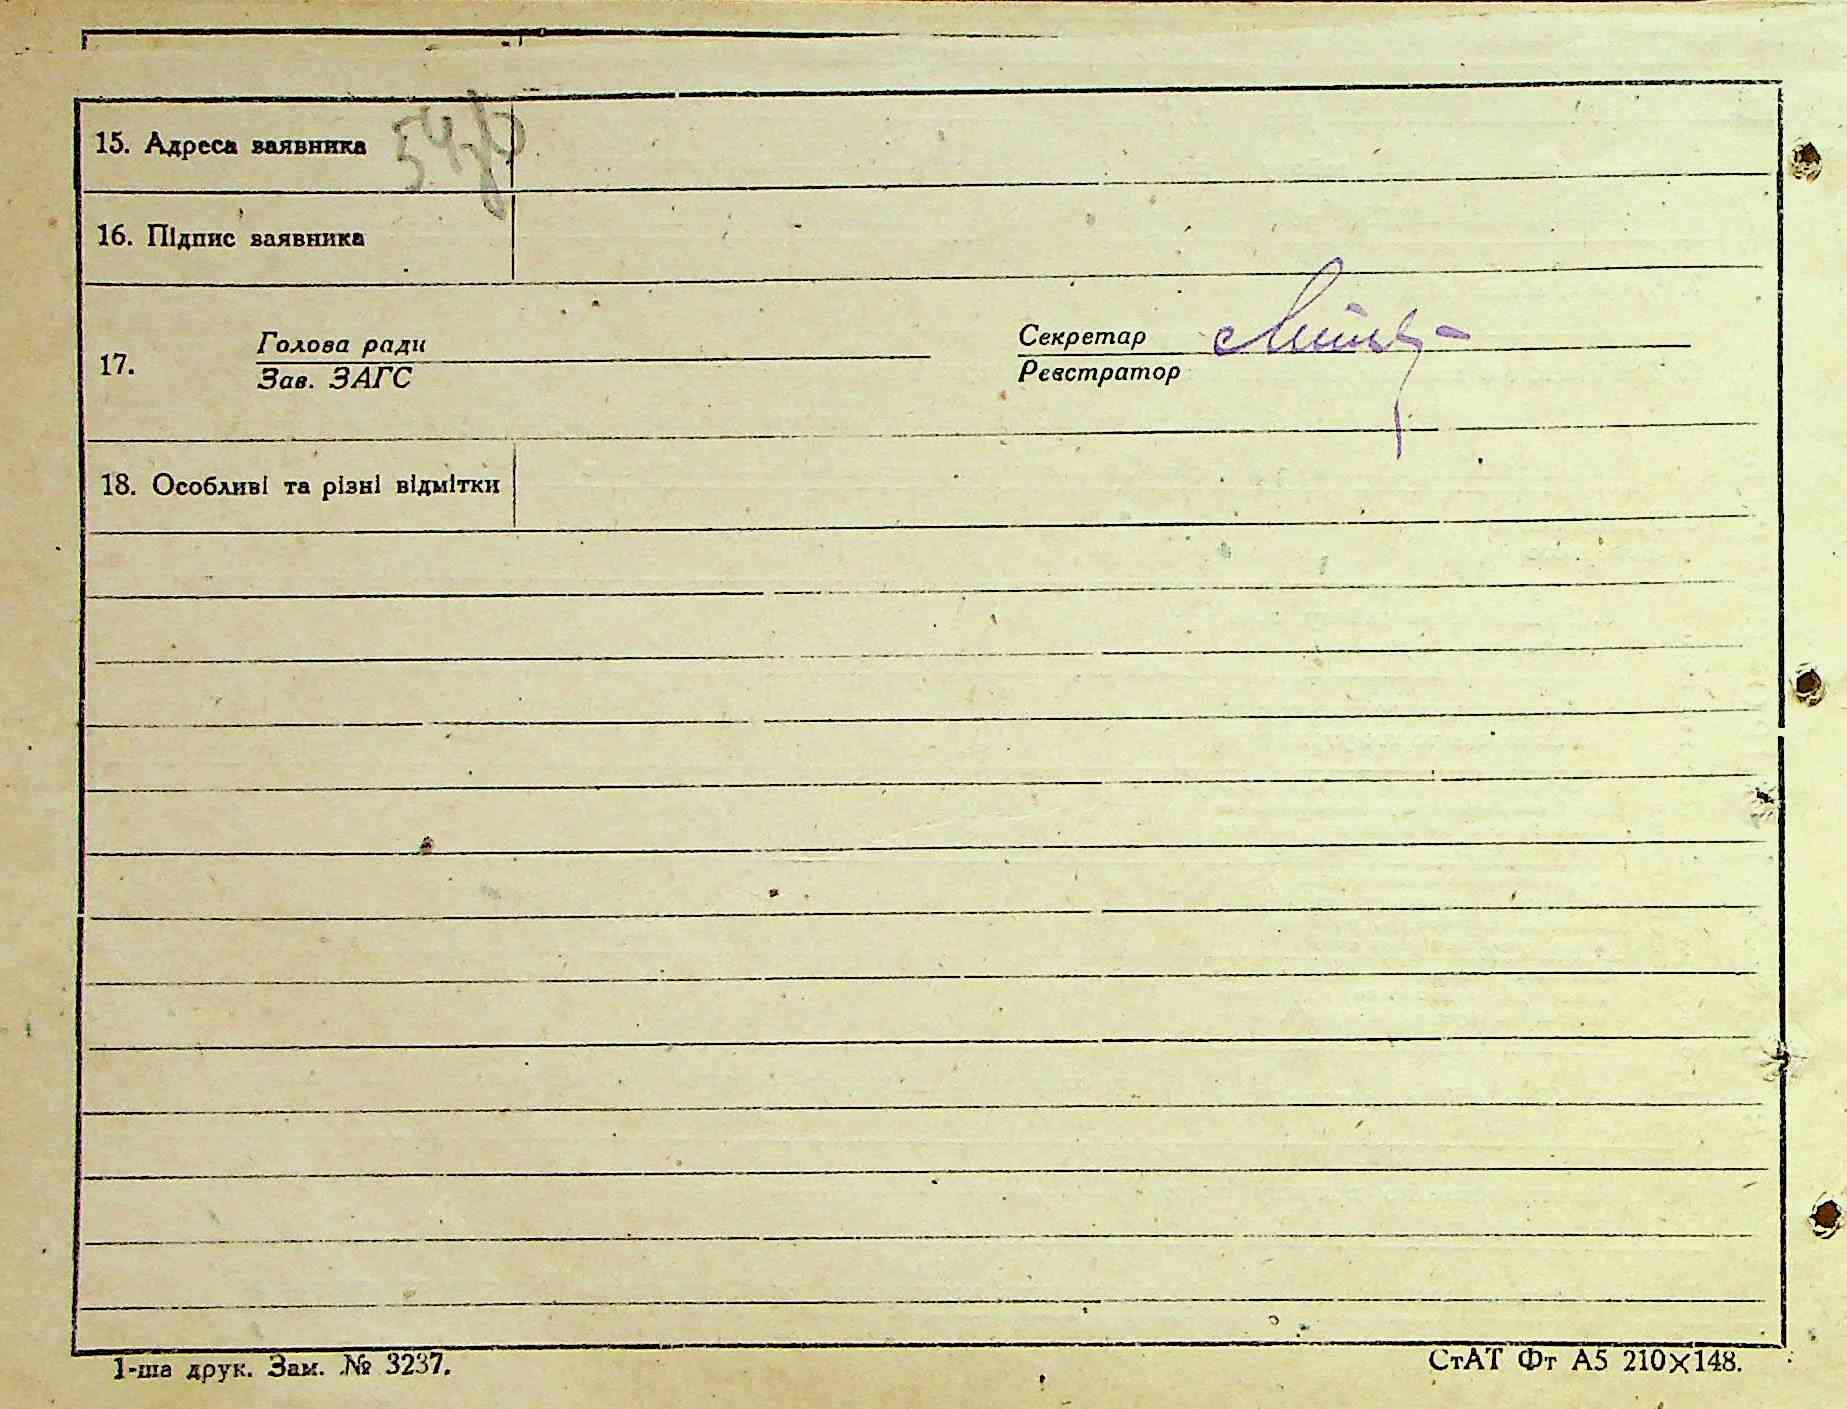 15. Адреса заявника
16. Підпис заявника
17.
Голова ради
Зав. ЗАГС
Секретар
Реєстратор
18. Особливі та різні відмітки
1-ша друк. Зам. № 3237.
СтАТ Фт А5 210×148.